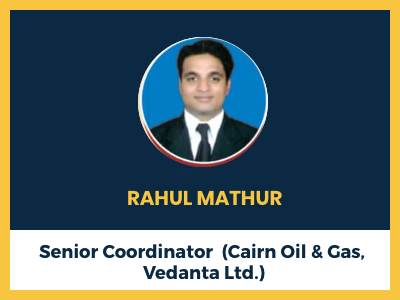 RAHUL MATHUR
Senior Coordinator (Cairn Oil & Gas,
Vedanta Ltd.)